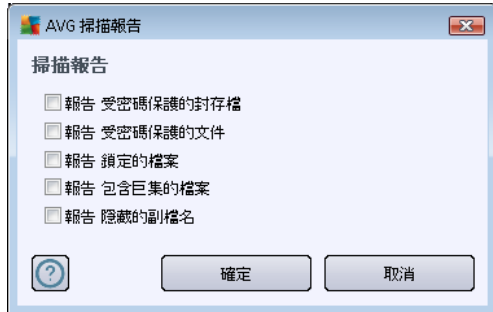 AVG 掃描報告
掃描報告
報告 受密碼保護的封存檔
報告 受密碼保護的文件
報告 鎖定的檔案
報告 包含巨集的檔案
報告 隱藏的副檔名
?
確定
取消